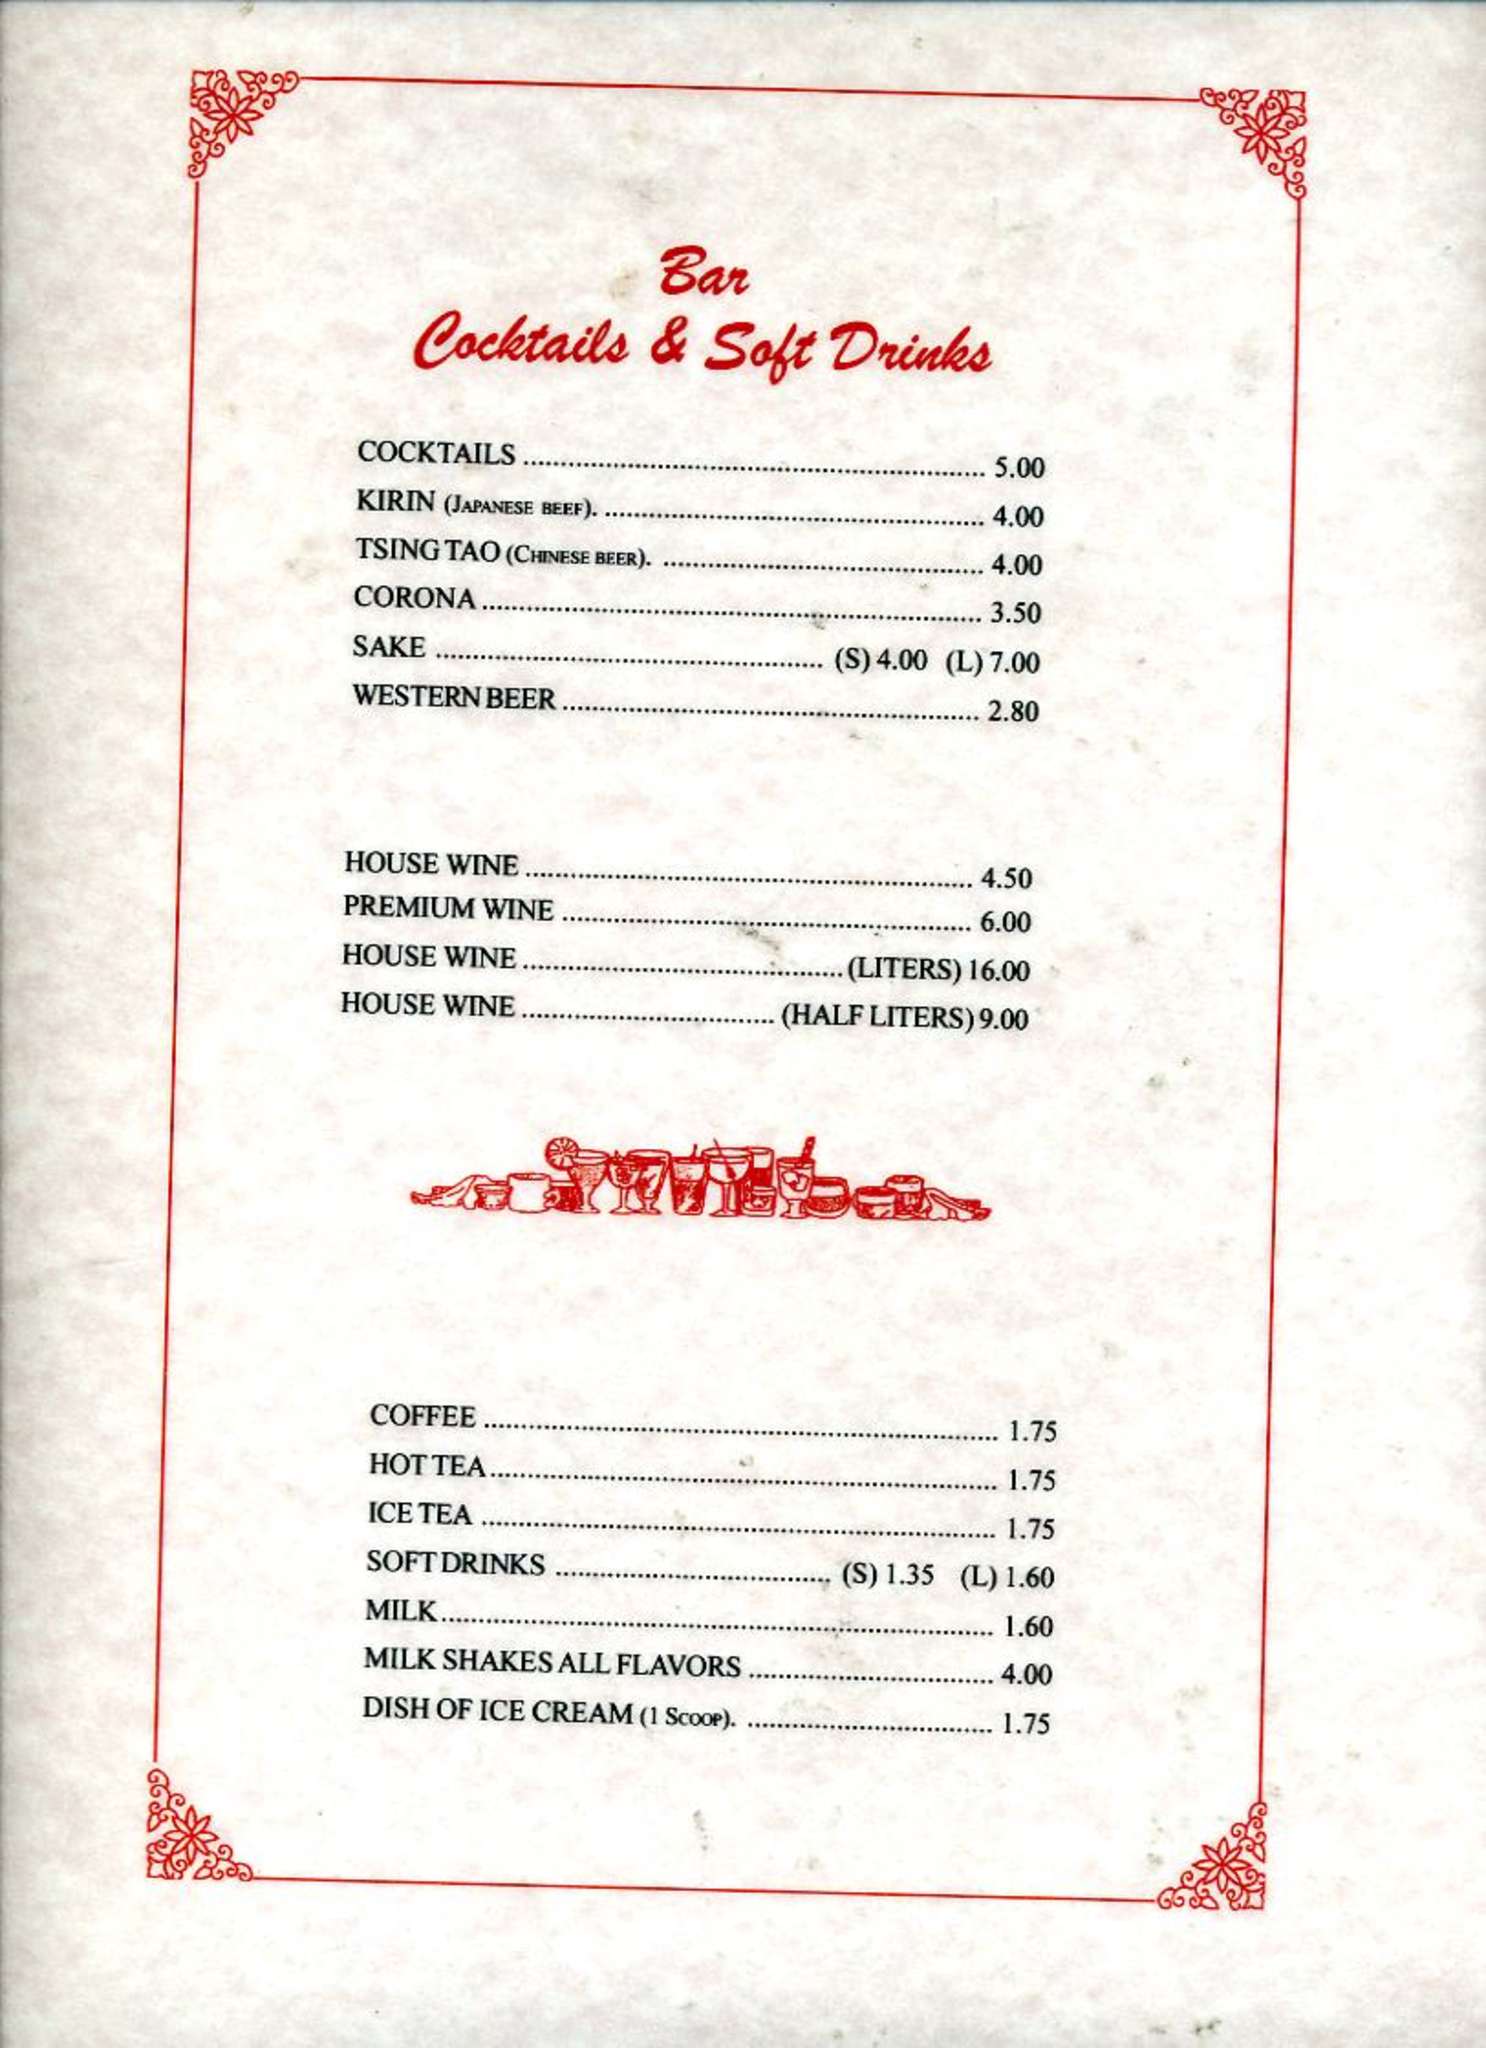 Bar
Cocktails & Soft Drinks
COCKTAILS ........ 5.00
KIRIN (JAPANESE BEEF). ........ 4.00
TSING TAO (CHINESE BEER). ........ 4.00
CORONA ........ 3.50
SAKE ........ (S) 4.00 (L) 7.00
WESTERN BEER ........ 2.80
HOUSE WINE ........ 4.50
PREMIUM WINE ........ 6.00
HOUSE WINE ........ (LITERS) 16.00
HOUSE WINE ........ (HALF LITERS) 9.00
COFFEE ........ 1.75
HOT TEA ........ 1.75
ICE TEA ........ 1.75
SOFT DRINKS ........ (S) 1.35 (L) 1.60
MILK ........ 1.60
MILK SHAKES ALL FLAVORS ........ 4.00
DISH OF ICE CREAM (1 SCOOP). ........ 1.75